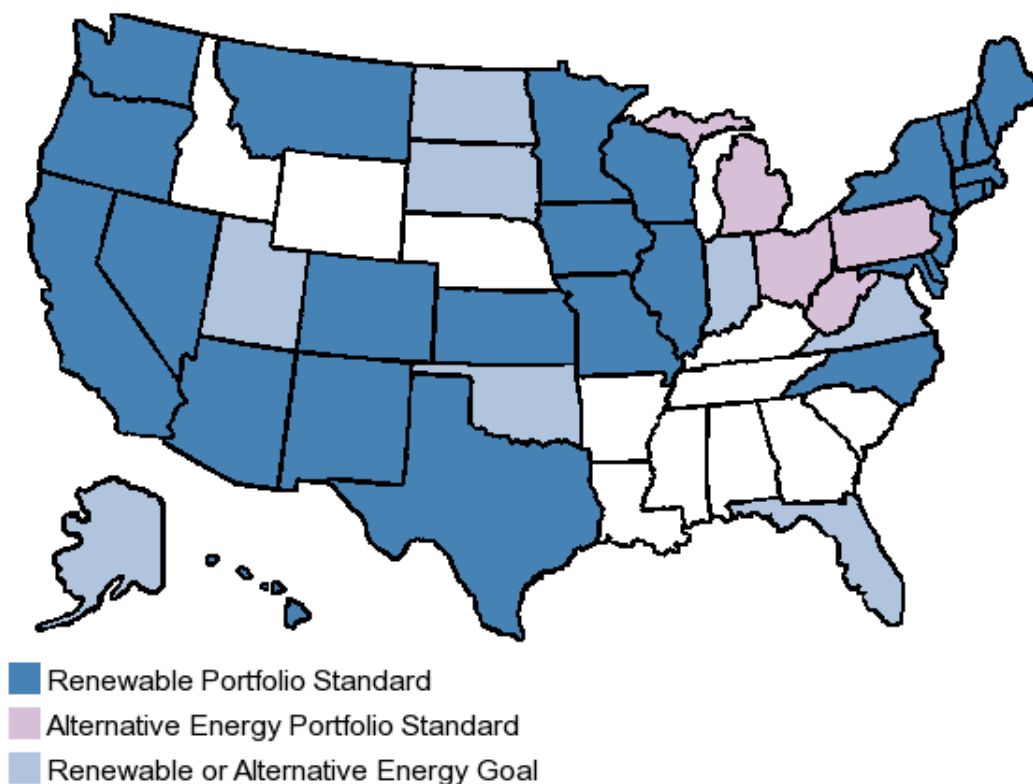 Renewable Portfolio Standard
Alternative Energy Portfolio Standard
Renewable or Alternative Energy Goal